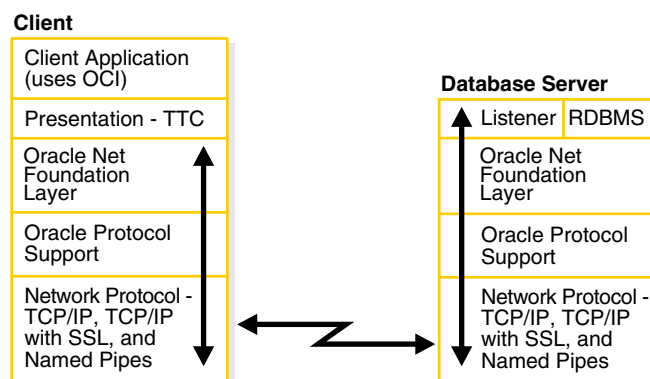 Client
Client Application
(uses OCI)
Presentation - TTC
Oracle Net
Foundation
Layer
Oracle Protocol
Support
Network Protocol -
TCP/IP, TCP/IP
with SSL, and
Named Pipes
Database Server
Listener RDBMS
Oracle Net
Foundation
Layer
Oracle Protocol
Support
Network Protocol -
TCP/IP, TCP/IP
with SSL, and
Named Pipes